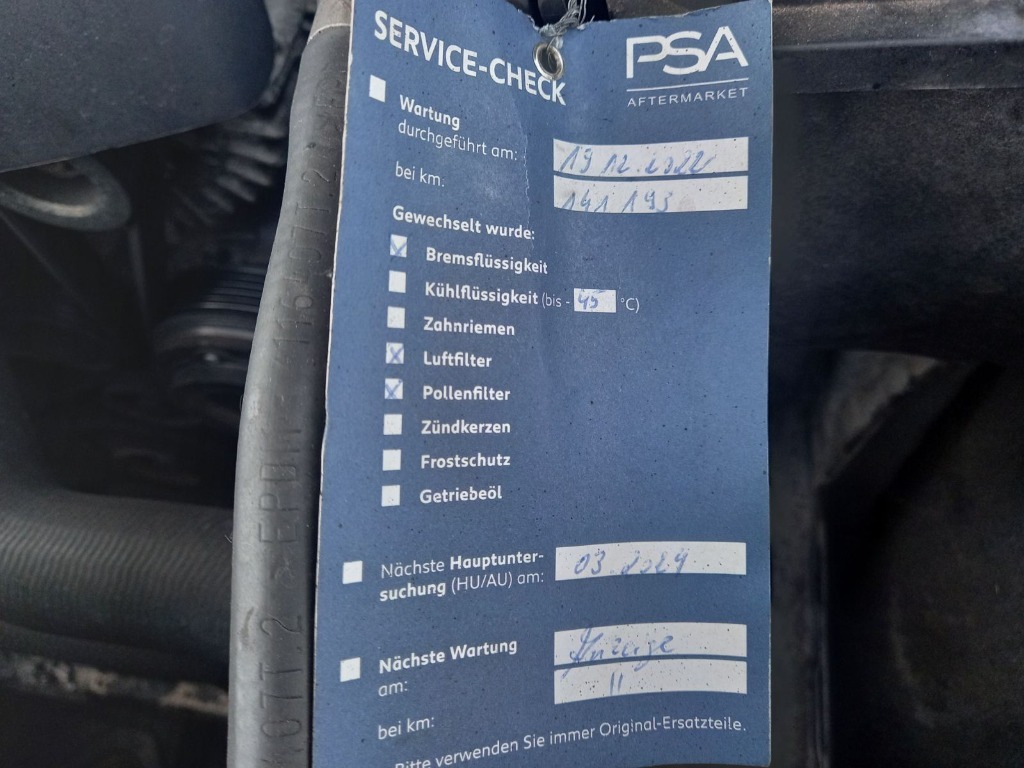 SERVICE-CHECK
PSA
AFTERMARKET
Wartung
durchgeführt am: 19.12.2022
bei km. 141 193
Gewechselt wurde:
Bremsflüssigkeit
Kühlflüssigkeit (bis - 45 °C)
Zahnriemen
Luftfilter
Pollenfilter
Zündkerzen
Frostschutz
Getriebeöl
Nächste Hauptunter-
suchung (HU/AU) am: 03.2024
Nächste Wartung
am: Anzeige
bei km: "
Bitte verwenden Sie immer Original-Ersatzteile.